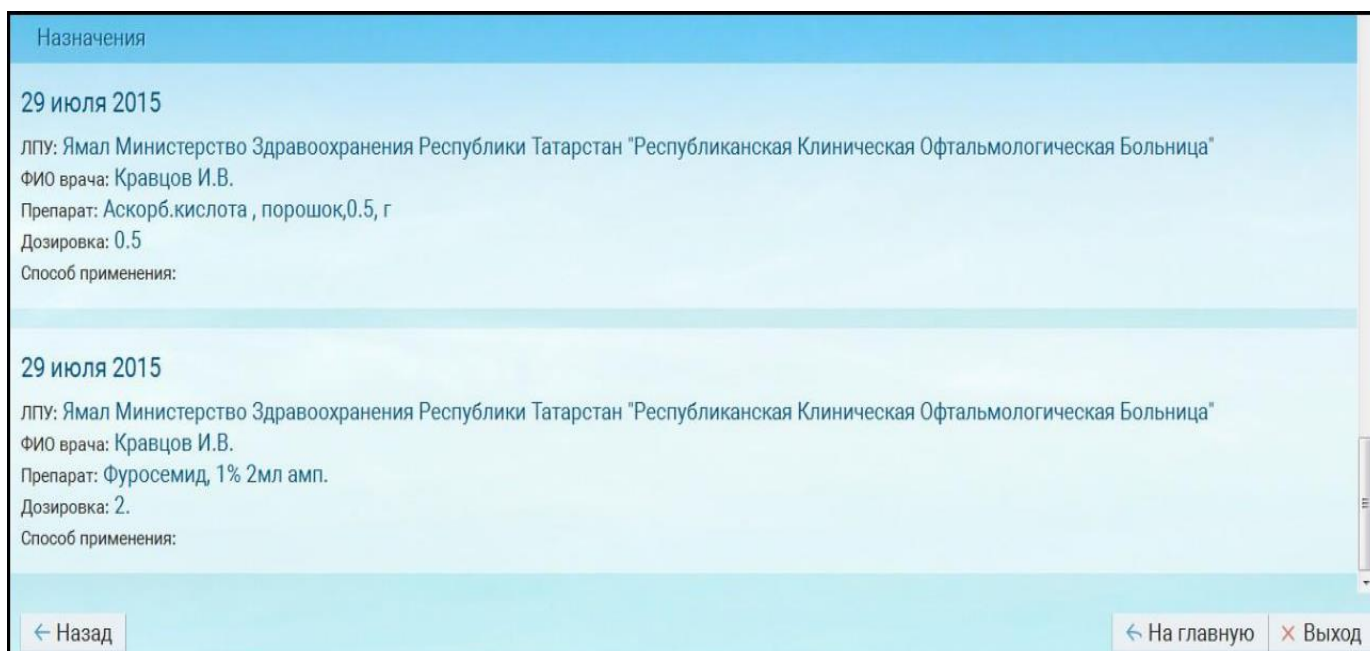 Назначения
29 июля 2015
ЛПУ: Ямал Министерство Здравоохранения Республики Татарстан "Республиканская Клиническая Офтальмологическая Больница"
ФИО врача: Кравцов И.В.
Препарат: Аскорб.кислота , порошок,0.5, г
Дозировка: 0.5
Способ применения:
29 июля 2015
ЛПУ: Ямал Министерство Здравоохранения Республики Татарстан "Республиканская Клиническая Офтальмологическая Больница"
ФИО врача: Кравцов И.В.
Препарат: Фуросемид, 1% 2мл амп.
Дозировка: 2.
Способ применения:
Назад На главную Выход